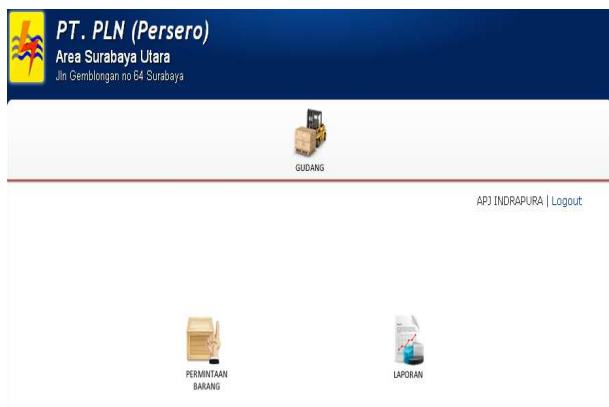 PT. PLN (Persero)
Area Surabaya Utara
Jln Gemblongan no 64 Surabaya
GUDANG
APJ INDRAPURA | Logout
PERMINTAAN
BARANG
LAPORAN